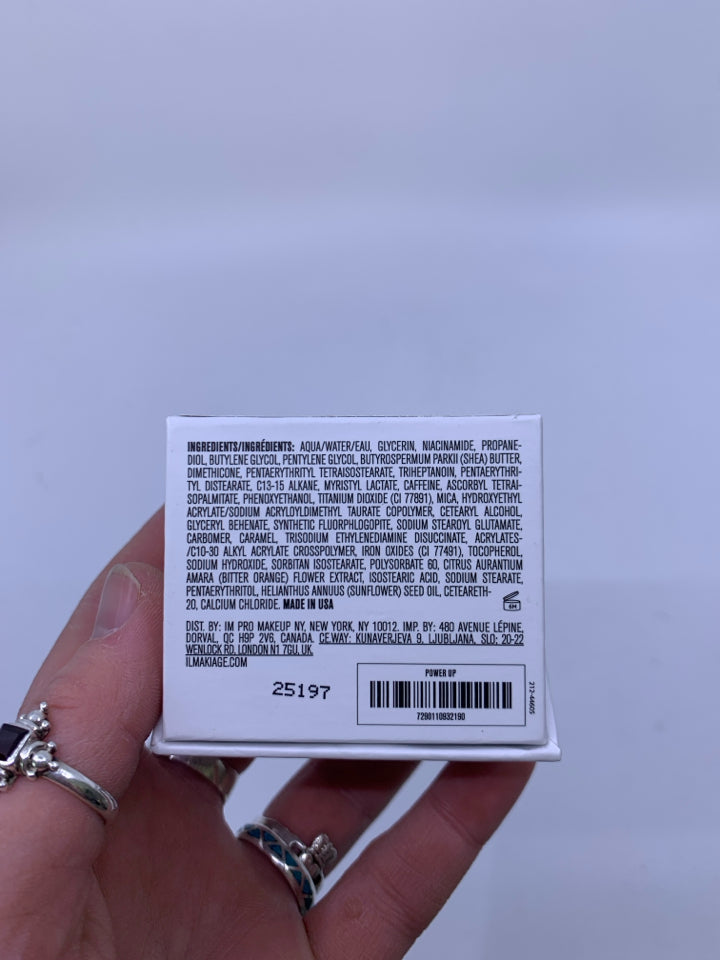 INGREDIENTS/INGRÉDIENTS: AQUA/WATER/EAU, GLYCERIN, NIACINAMIDE, PROPANE-
DIOL, BUTYLENE GLYCOL, PENTYLENE GLYCOL, BUTYROSPERMUM PARKII (SHEA) BUTTER,
DIMETHICONE, PENTAERYTHRITYL TETRAISOSTEARATE, TRIHEPTANOIN, PENTAERYTHRI-
TYL DISTEARATE, C13-15 ALKANE, MYRISTYL LACTATE, CAFFEINE, ASCORBYL TETRAI-
SOPALMITATE, PHENOXYETHANOL, TITANIUM DIOXIDE (CI 77891), MICA, HYDROXYETHYL
ACRYLATE/SODIUM ACRYLOYLDIMETHYL TAURATE COPOLYMER, CETEARYL ALCOHOL,
GLYCERYL BEHENATE, SYNTHETIC FLUORPHLOGOPITE, SODIUM STEAROYL GLUTAMATE,
CARBOMER, CARAMEL, TRISODIUM ETHYLENEDIAMINE DISUCCINATE, ACRYLATES-
/C10-30 ALKYL ACRYLATE CROSSPOLYMER, IRON OXIDES (CI 77491), TOCOPHEROL,
SODIUM HYDROXIDE, SORBITAN ISOSTEARATE, POLYSORBATE 60, CITRUS AURANTIUM
AMARA (BITTER ORANGE) FLOWER EXTRACT, ISOSTEARIC ACID, SODIUM STEARATE,
PENTAERYTHRITOL, HELIANTHUS ANNUUS (SUNFLOWER) SEED OIL, CETEARETH-
20, CALCIUM CHLORIDE. MADE IN USA
6M
DIST. BY: IM PRO MAKEUP NY, NEW YORK, NY 10012. IMP. BY: 480 AVENUE LÉPINE,
DORVAL, QC H9P 2V6, CANADA. CE.WAY: KUNAVERJEVA 9, LJUBLJANA, SLO; 20-22
WENLOCK RD, LONDON N1 7GU, UK.
ILMAKIAGE.COM
25197
POWER UP
7290110932190
212-44605